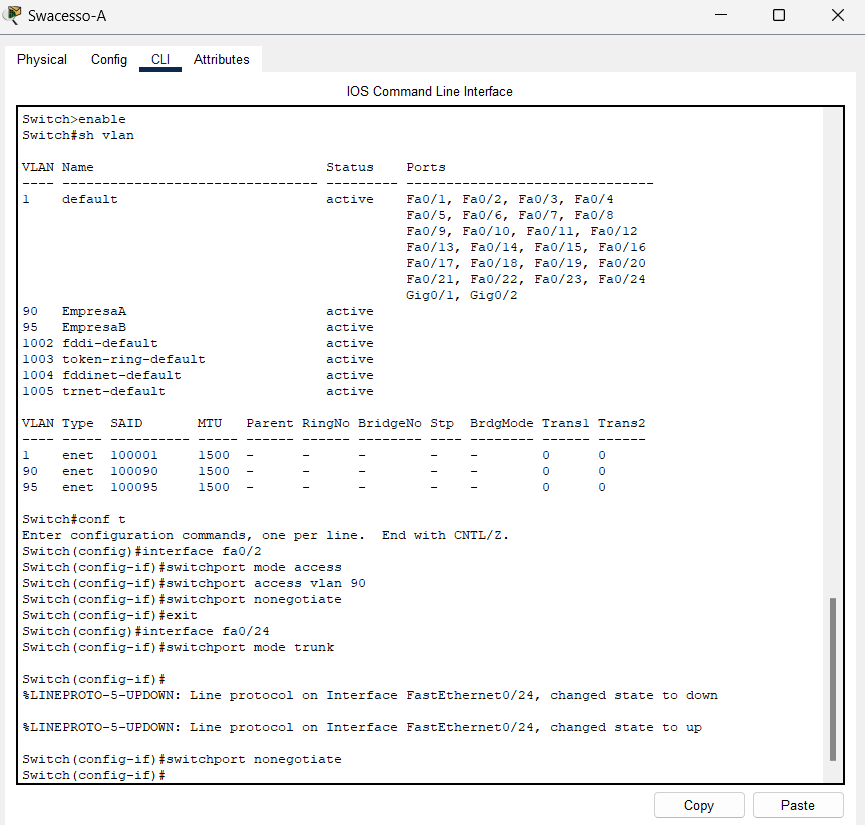 Swacesso-A
Physical Config CLI Attributes
IOS Command Line Interface
Switch>enable
Switch#sh vlan
VLAN Name                             Status    Ports
---- -------------------------------- --------- -------------------------------
1    default                          active    Fa0/1, Fa0/2, Fa0/3, Fa0/4
                                                Fa0/5, Fa0/6, Fa0/7, Fa0/8
                                                Fa0/9, Fa0/10, Fa0/11, Fa0/12
                                                Fa0/13, Fa0/14, Fa0/15, Fa0/16
                                                Fa0/17, Fa0/18, Fa0/19, Fa0/20
                                                Fa0/21, Fa0/22, Fa0/23, Fa0/24
                                                Gig0/1, Gig0/2
90   EmpresaA                         active
95   EmpresaB                         active
1002 fddi-default                     active
1003 token-ring-default               active
1004 fddinet-default                  active
1005 trnet-default                    active
VLAN Type  SAID       MTU   Parent RingNo BridgeNo Stp  BrdgMode Trans1 Trans2
---- ----- ---------- ----- ------ ------ -------- ---- -------- ------ ------
1    enet  100001     1500  -      -      -        -    -        0      0
90   enet  100090     1500  -      -      -        -    -        0      0
95   enet  100095     1500  -      -      -        -    -        0      0
Switch#conf t
Enter configuration commands, one per line.  End with CNTL/Z.
Switch(config)#interface fa0/2
Switch(config-if)#switchport mode access
Switch(config-if)#switchport access vlan 90
Switch(config-if)#switchport nonegotiate
Switch(config-if)#exit
Switch(config)#interface fa0/24
Switch(config-if)#switchport mode trunk
Switch(config-if)#
%LINEPROTO-5-UPDOWN: Line protocol on Interface FastEthernet0/24, changed state to down
%LINEPROTO-5-UPDOWN: Line protocol on Interface FastEthernet0/24, changed state to up
Switch(config-if)#switchport nonegotiate
Switch(config-if)#
Copy Paste